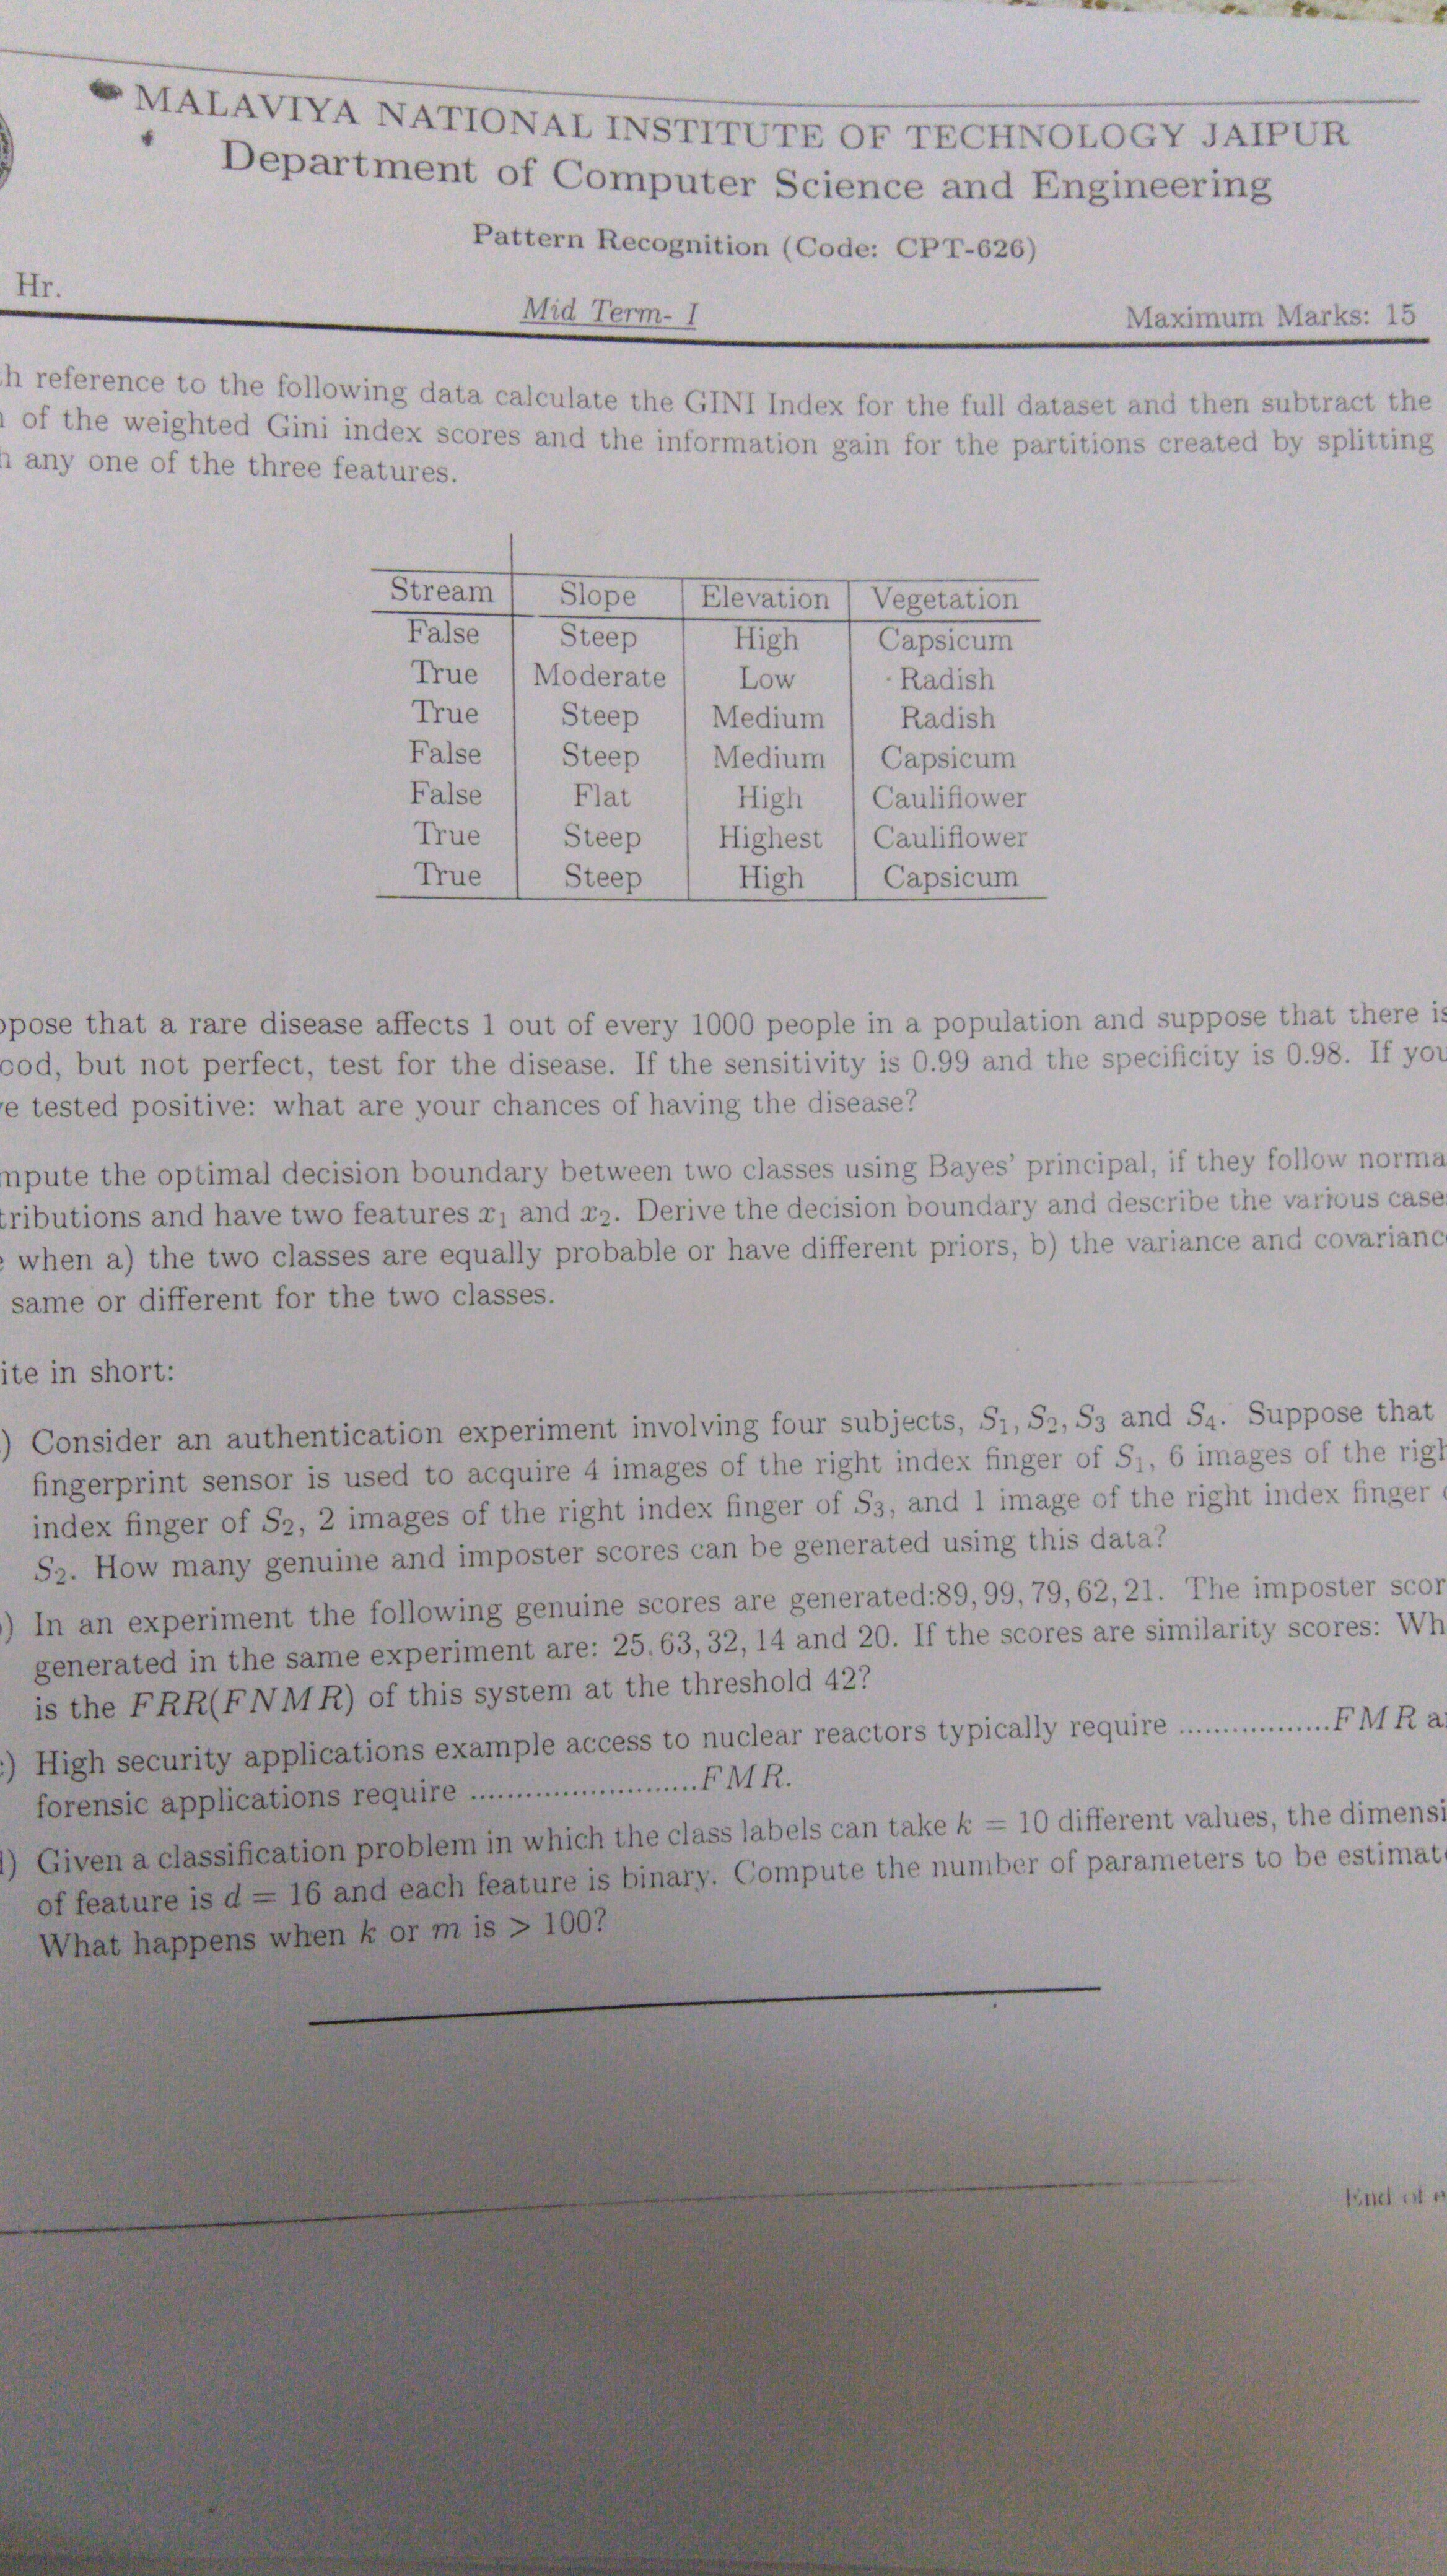 MALAVIYA NATIONAL INSTITUTE OF TECHNOLOGY JAIPUR
Department of Computer Science and Engineering
Pattern Recognition (Code: CPT-626)
Hr.
Mid Term- I
Maximum Marks: 15
h reference to the following data calculate the GINI Index for the full dataset and then subtract the
of the weighted Gini index scores and the information gain for the partitions created by splitting
any one of the three features.
Stream Slope Elevation Vegetation
False Steep High Capsicum
True Moderate Low Radish
True Steep Medium Radish
False Steep Medium Capsicum
False Flat High Cauliflower
True Steep Highest Cauliflower
True Steep High Capsicum
pose that a rare disease affects 1 out of every 1000 people in a population and suppose that there is
ood, but not perfect, test for the disease. If the sensitivity is 0.99 and the specificity is 0.98. If you
e tested positive: what are your chances of having the disease?
mpute the optimal decision boundary between two classes using Bayes' principal, if they follow norma
tributions and have two features x₁ and x₂. Derive the decision boundary and describe the various case
when a) the two classes are equally probable or have different priors, b) the variance and covarianc
same or different for the two classes.
ite in short:
) Consider an authentication experiment involving four subjects, S₁, S₂, S₃ and S₄. Suppose that
fingerprint sensor is used to acquire 4 images of the right index finger of S₁, 6 images of the righ
index finger of S₂, 2 images of the right index finger of S₃, and 1 image of the right index finger
S₂. How many genuine and imposter scores can be generated using this data?
) In an experiment the following genuine scores are generated:89, 99, 79, 62, 21. The imposter scor
generated in the same experiment are: 25, 63, 32, 14 and 20. If the scores are similarity scores: Wh
is the FRR(FNMR) of this system at the threshold 42?
) High security applications example access to nuclear reactors typically require ..................FMR a
forensic applications require .........................FMR.
) Given a classification problem in which the class labels can take k = 10 different values, the dimensi
of feature is d = 16 and each feature is binary. Compute the number of parameters to be estimat
What happens when k or m is > 100?
End of